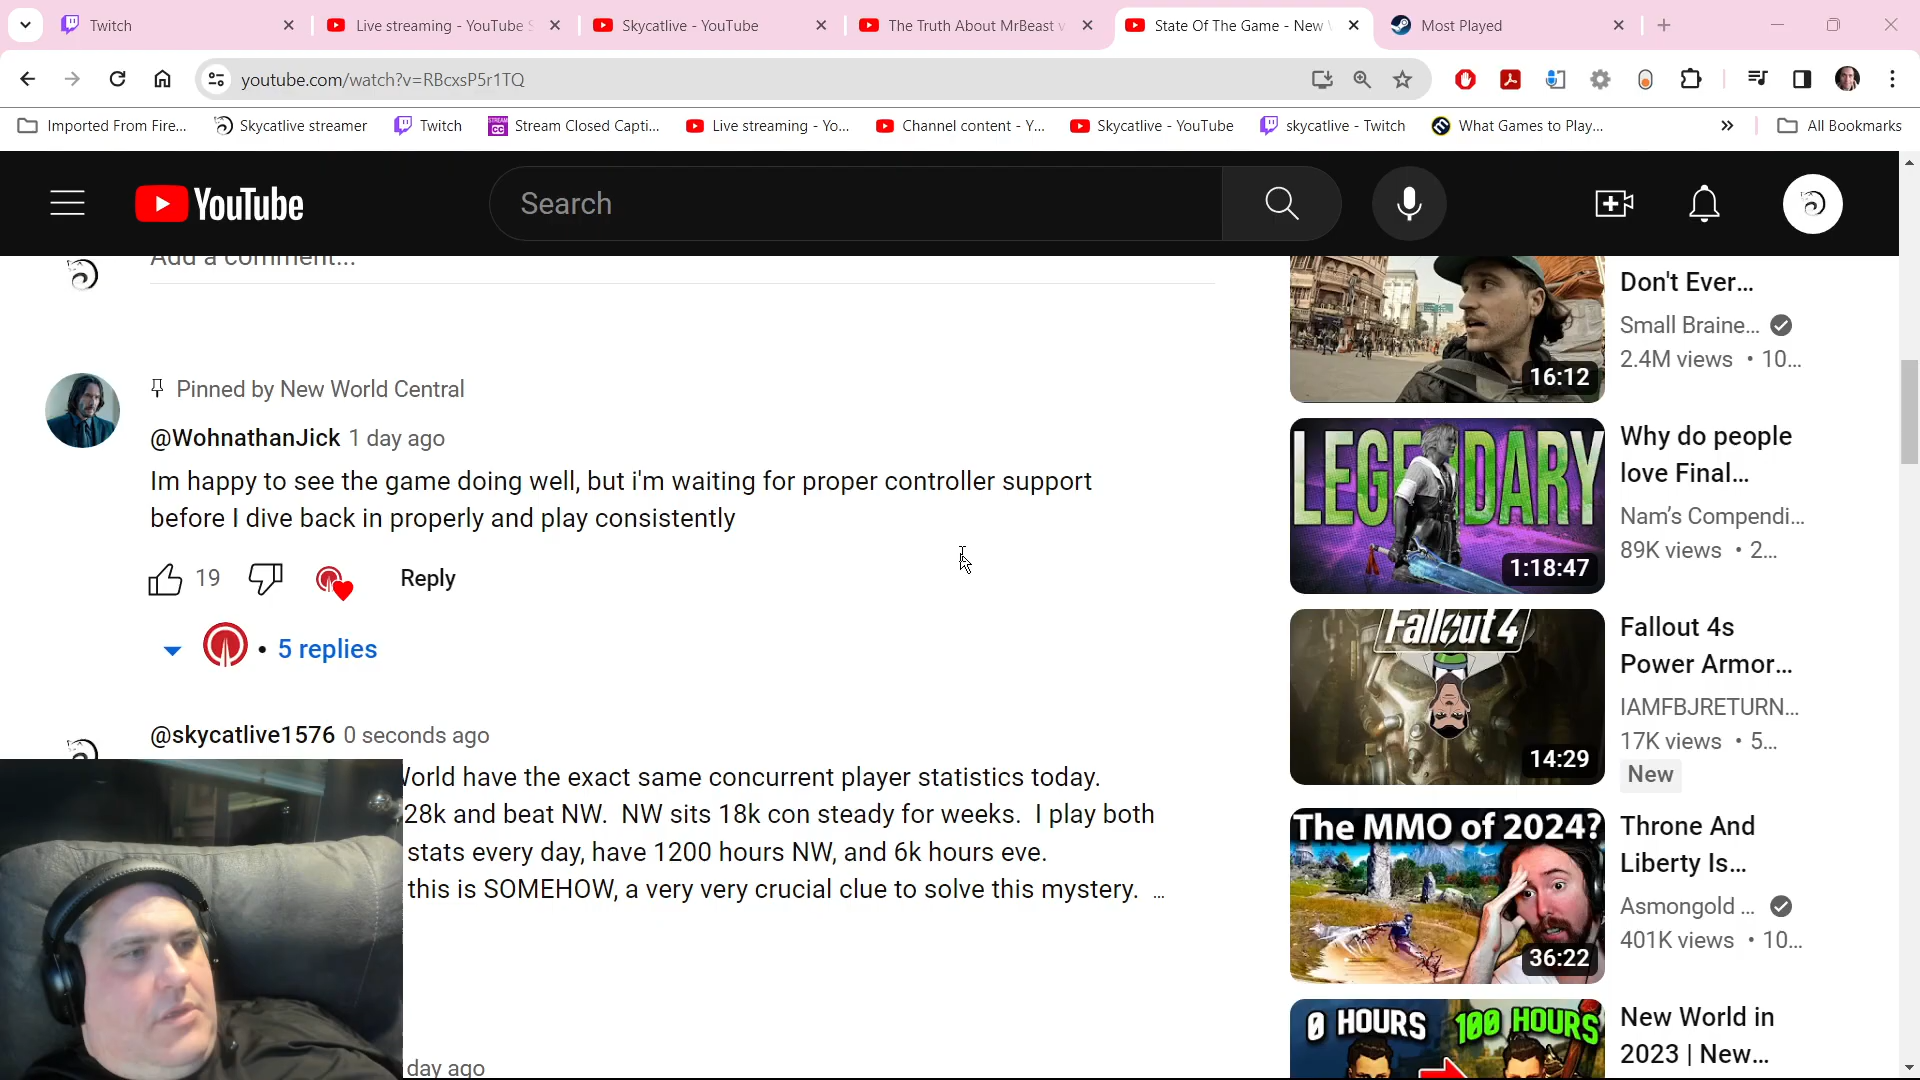 Twitch
Live streaming - YouTube S
Skycatlive - YouTube
The Truth About MrBeast v
State Of The Game - New
Most Played
youtube.com/watch?v=RBcxsP5r1TQ
Imported From Fire...
Skycatlive streamer
Twitch
Stream Closed Capti...
Live streaming - Yo...
Channel content - Y...
Skycatlive - YouTube
skycatlive - Twitch
What Games to Play...
All Bookmarks
YouTube
Search
Add a comment...
Pinned by New World Central
@WohnathanJick 1 day ago
Im happy to see the game doing well, but i'm waiting for proper controller support
before I dive back in properly and play consistently
19
Reply
• 5 replies
@skycatlive1576 0 seconds ago
World have the exact same concurrent player statistics today.
28k and beat NW. NW sits 18k con steady for weeks. I play both
stats every day, have 1200 hours NW, and 6k hours eve.
this is SOMEHOW, a very very crucial clue to solve this mystery. ...
day ago
16:12
Don't Ever...
Small Braine...
2.4M views • 10...
LEGENDARY
1:18:47
Why do people
love Final...
Nam's Compendi...
89K views • 2...
Fallout 4
14:29
Fallout 4s
Power Armor...
IAMFBJRETURN...
17K views • 5...
New
The MMO of 2024?
36:22
Throne And
Liberty Is...
Asmongold ...
401K views • 10...
0 HOURS
100 HOURS
New World in
2023 | New...